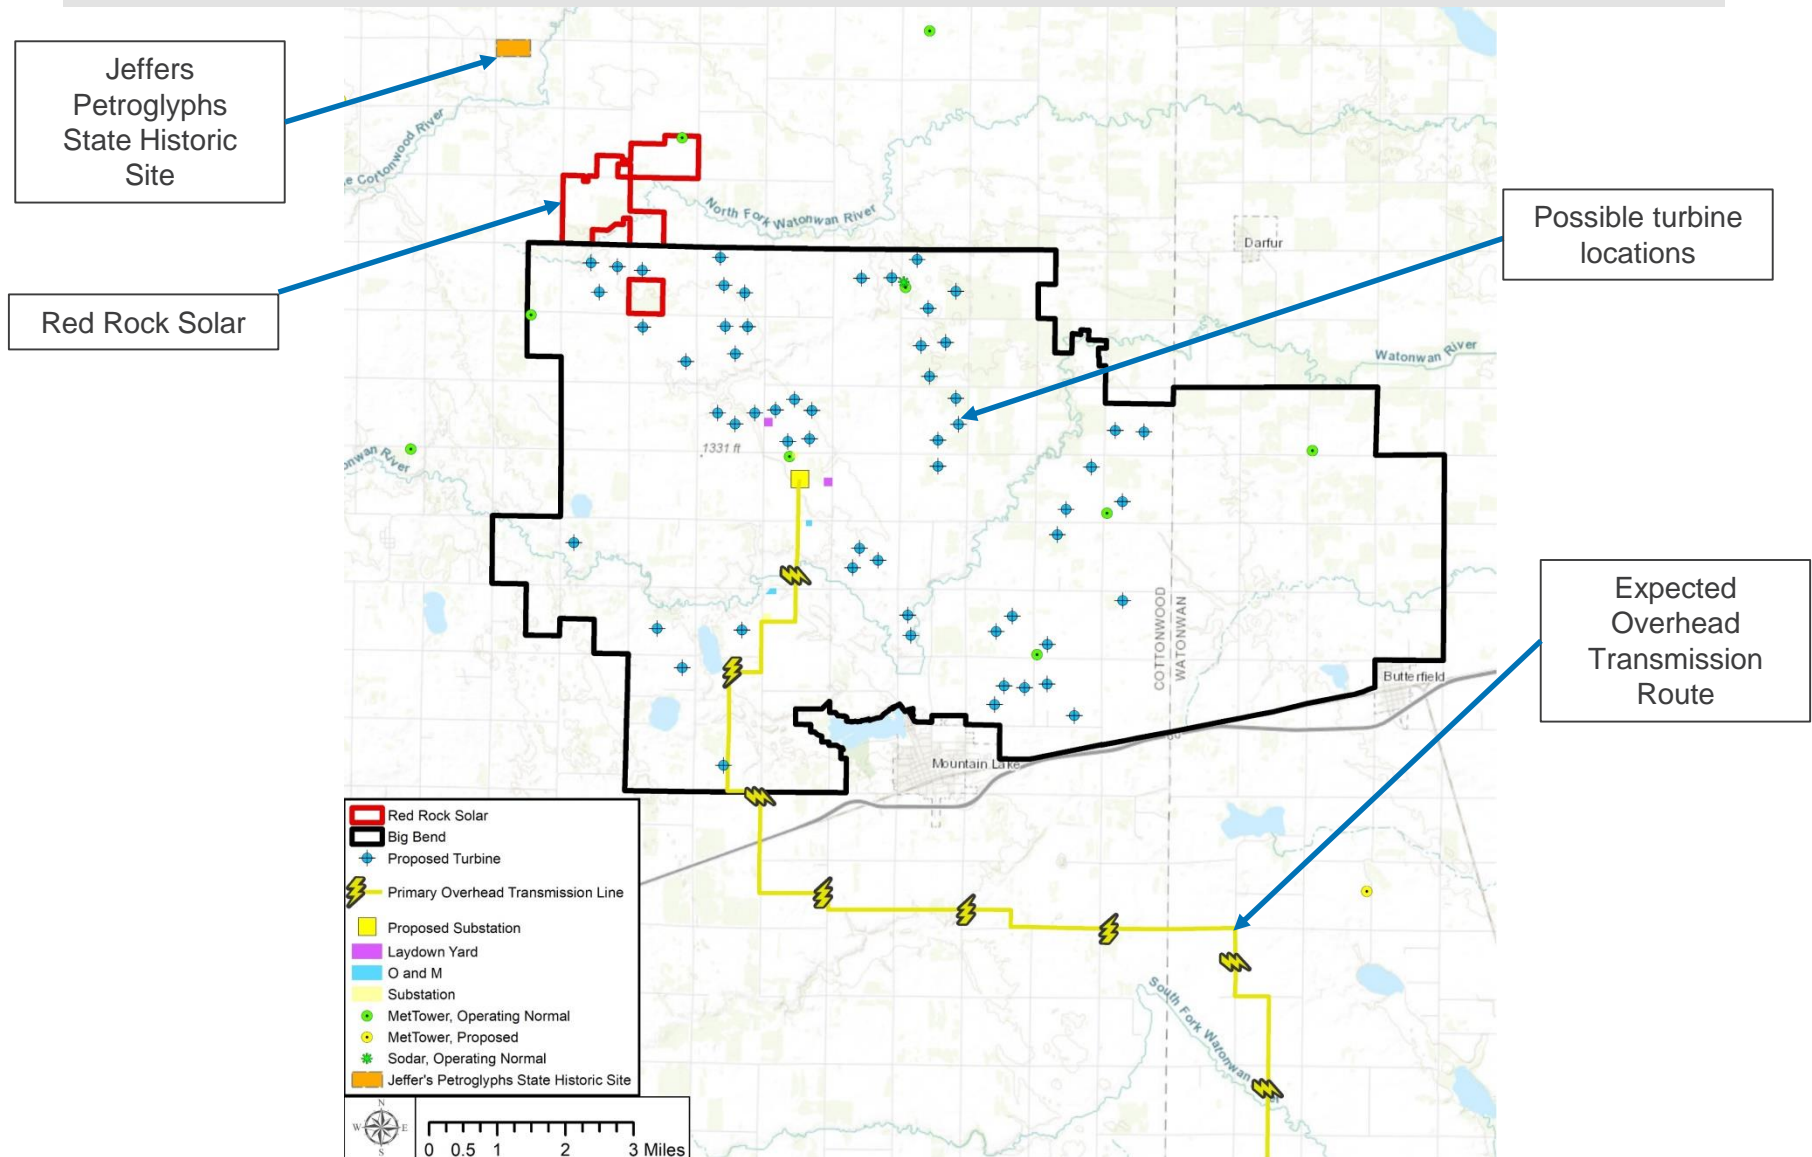 Jeffers
Petroglyphs
State Historic
Site
Red Rock Solar
Possible turbine
locations
Expected
Overhead
Transmission
Route
e Cottonwood River
North Fork Watonwan River
Darfur
Watonwan River
1331 ft
onwan River
COTTONWOOD
WATONWAN
Butterfield
Mountain Lake
South Fork Watonwan
Red Rock Solar
Big Bend
Proposed Turbine
Primary Overhead Transmission Line
Proposed Substation
Laydown Yard
O and M
Substation
MetTower, Operating Normal
MetTower, Proposed
Sodar, Operating Normal
Jeffer's Petroglyphs State Historic Site
N
W E
S
0 0.5 1 2 3 Miles